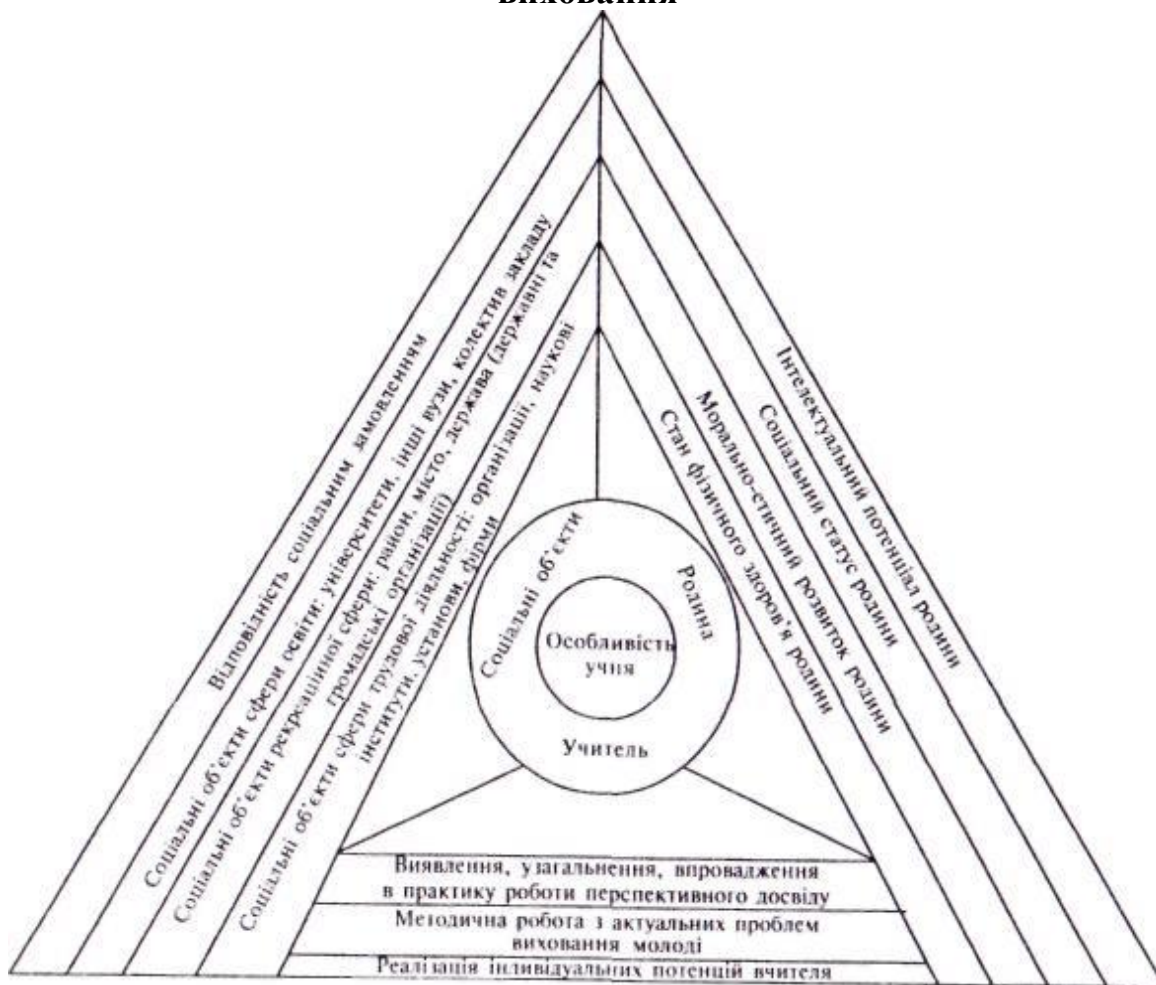 виховання
Відповідність соціальним замовленням
Соціальні об'єкти сфери освіти: університети, інші вузи, колектив закладу
Соціальні об'єкти рекреаційної сфери: район, місто, держава (державні та
громадські організації)
Соціальні об'єкти сфери трудової діяльності: організації, наукові
інститути, установи, фірми
Інтелектуальний потенціал родини
Соціальний статус родини
Морально-етичний розвиток родини
Стан фізичного здоров'я родини
Соціальні об'єкти
Родина
Особливість
учня
Учитель
Виявлення, узагальнення, впровадження
в практику роботи перспективного досвіду
Методична робота з актуальних проблем
виховання молоді
Реалізація індивідуальних потенцій вчителя